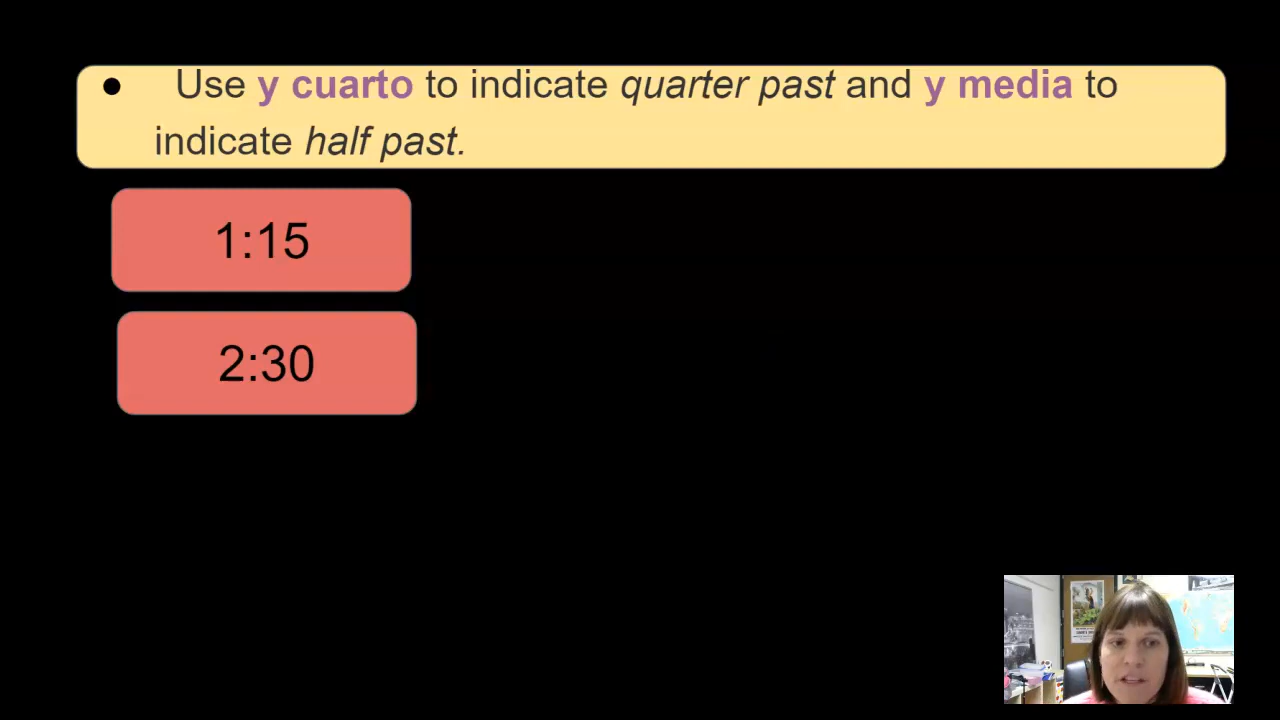 ● Use y cuarto to indicate quarter past and y media to
indicate half past.
1:15
2:30